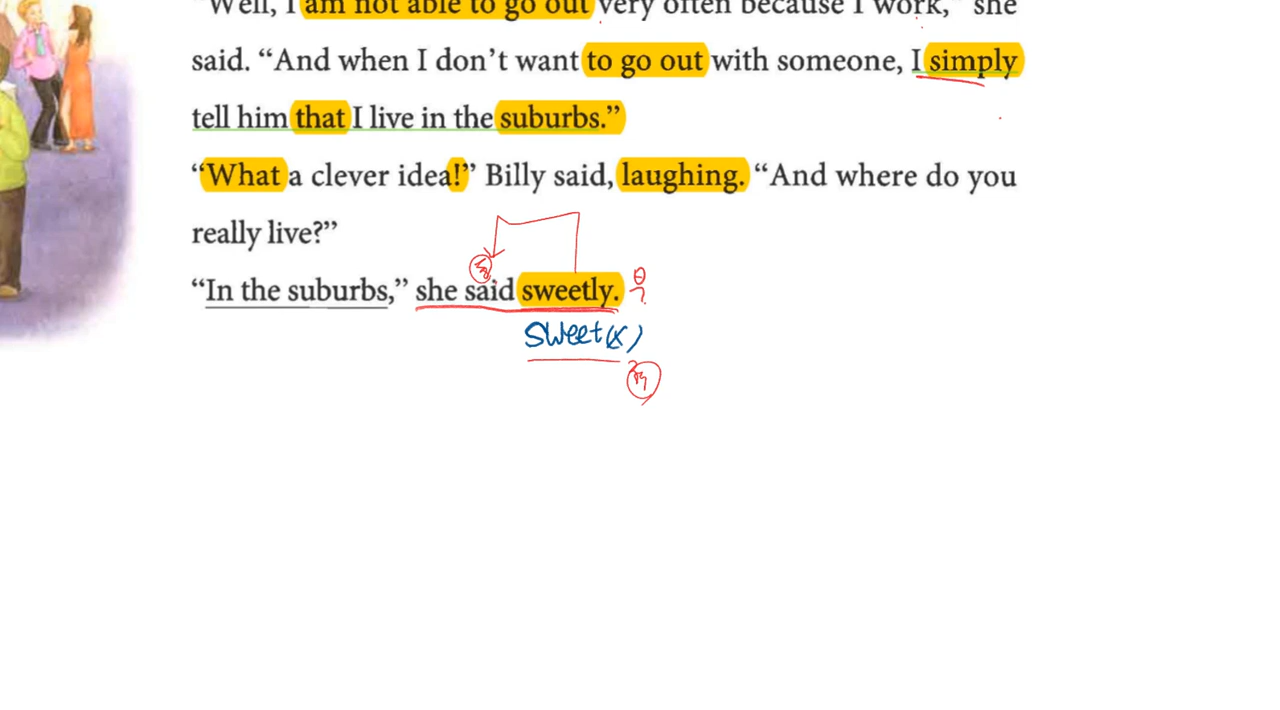 "Well, I am not able to go out very often because I work," she
said. “And when I don’t want to go out with someone, I simply
tell him that I live in the suburbs.”
“What a clever idea!” Billy said, laughing. “And where do you
really live?”
“In the suburbs,” she said sweetly.
sweet(x)